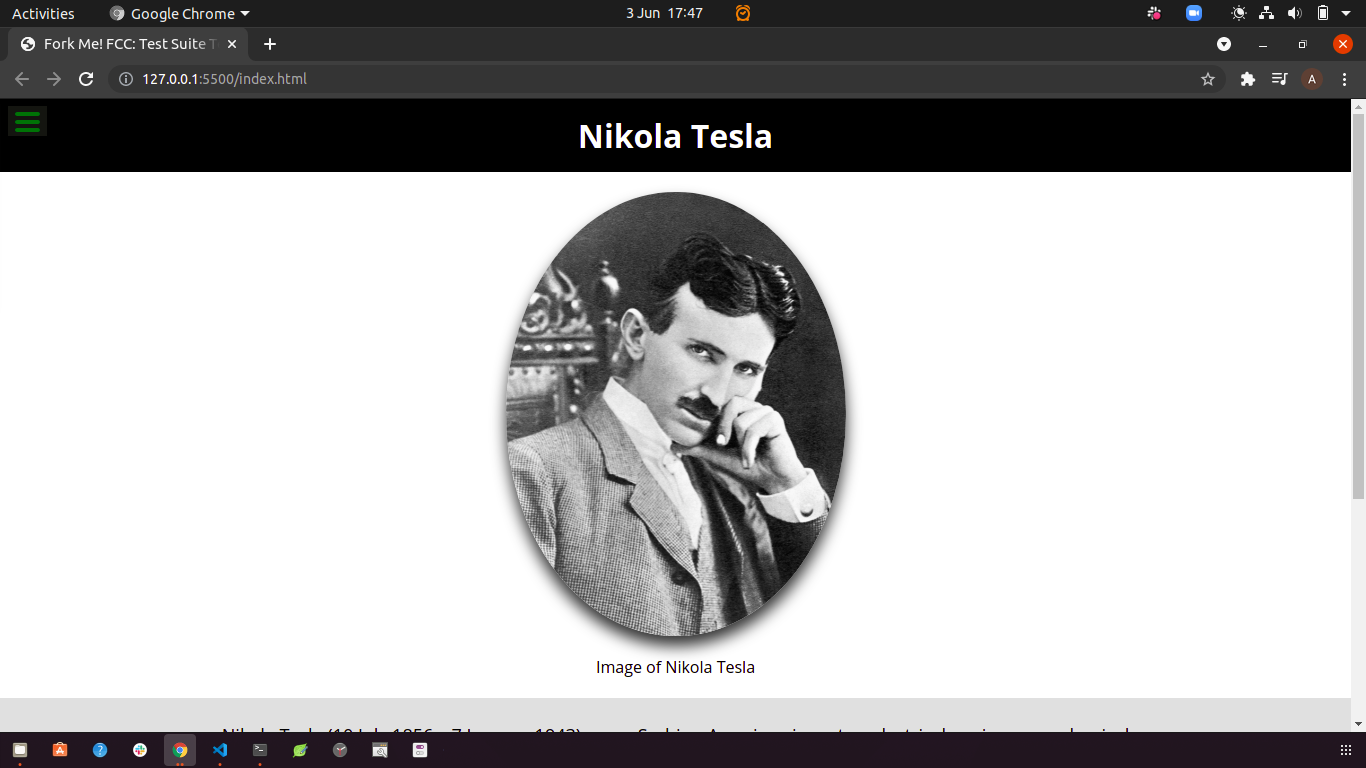 Activities Google Chrome 3 Jun 17:47
Fork Me! FCC: Test Suite T
127.0.0.1:5500/index.html A
Nikola Tesla
Image of Nikola Tesla